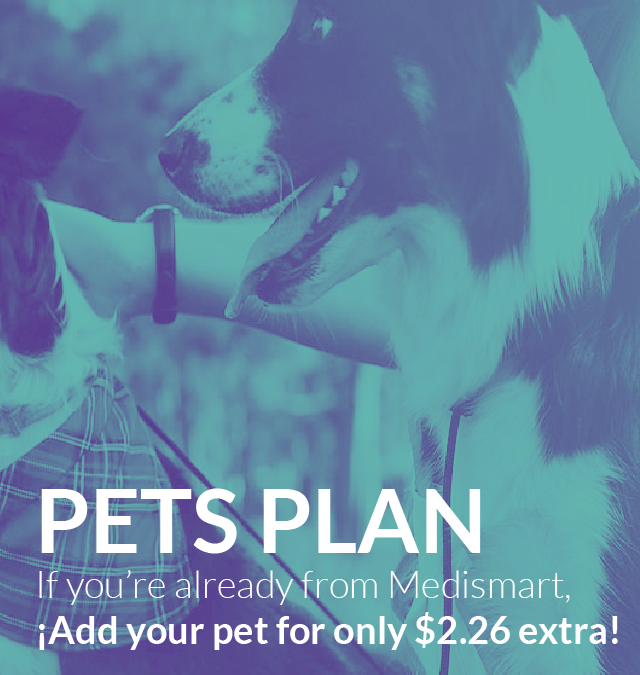 PETS PLAN
If you're already from Medismart,
¡Add your pet for only $2.26 extra!